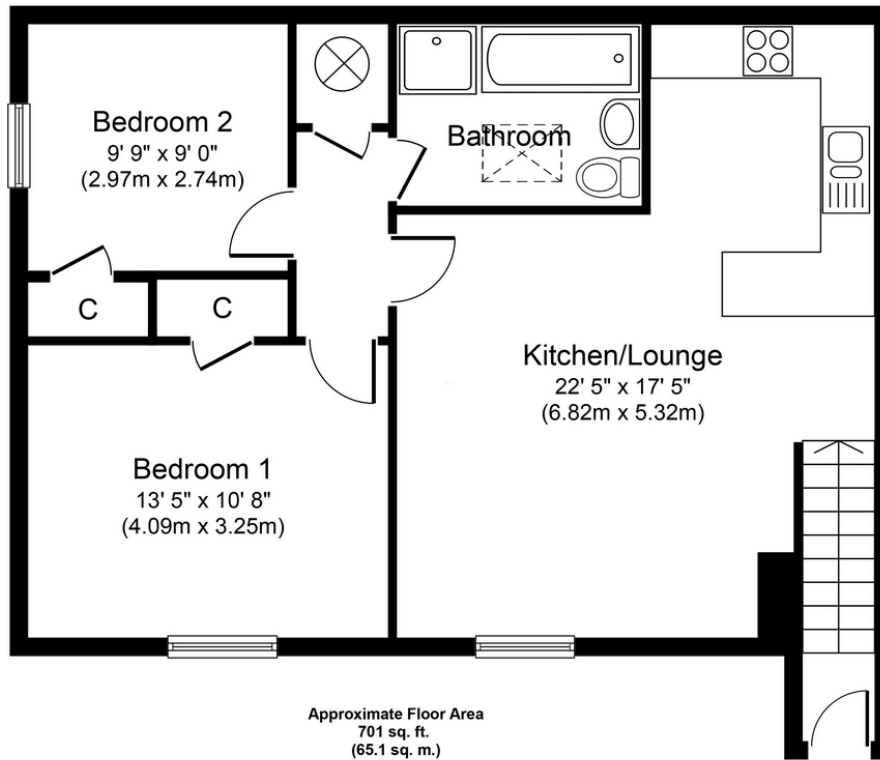 Bedroom 2
9' 9" x 9' 0"
(2.97m x 2.74m)
Bathroom
C
C
Kitchen/Lounge
22' 5" x 17' 5"
(6.82m x 5.32m)
Bedroom 1
13' 5" x 10' 8"
(4.09m x 3.25m)
Approximate Floor Area
701 sq. ft.
(65.1 sq. m.)